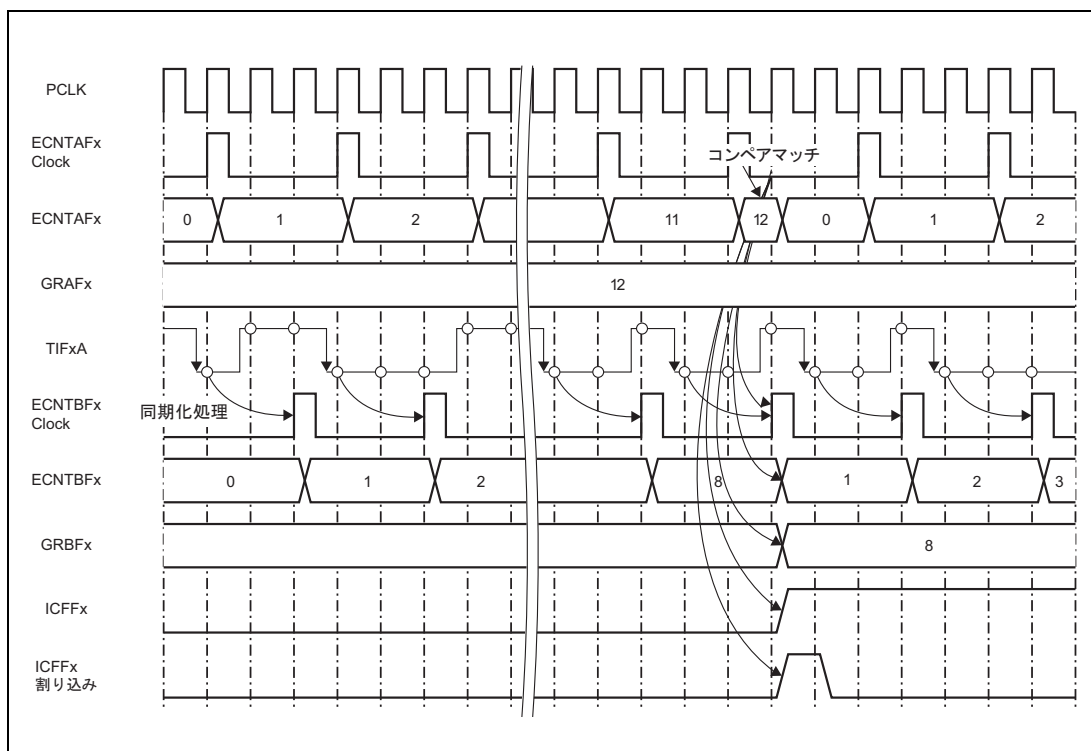 PCLK
ECNTAFx
Clock
コンペアマッチ
ECNTAFx
0 1 2 11 12 0 1 2
GRAFx
12
TIFxA
ECNTBFx
Clock
同期化処理
ECNTBFx
0 1 2 8 1 2 3
GRBFx
8
ICFFx
ICFFx
割り込み